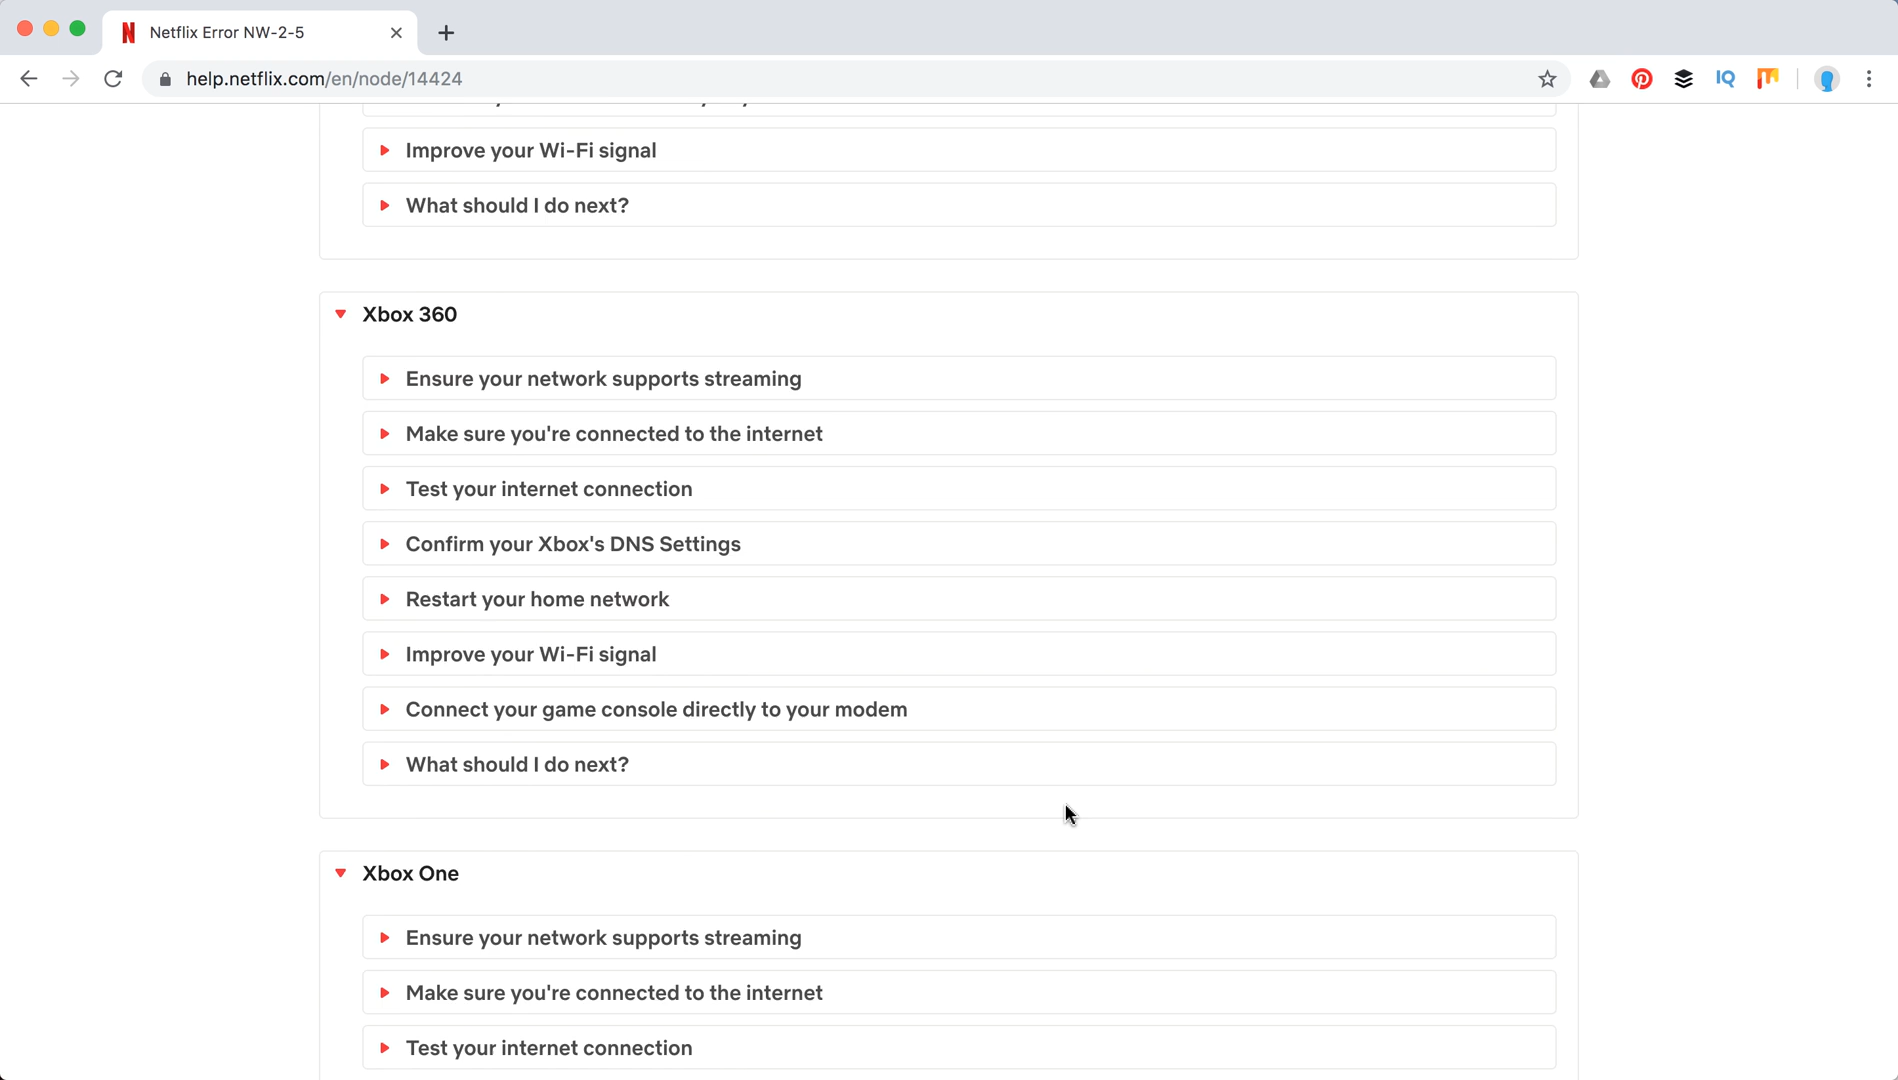 Netflix Error NW-2-5
help.netflix.com/en/node/14424
IQ
Improve your Wi-Fi signal
What should I do next?
Xbox 360
Ensure your network supports streaming
Make sure you're connected to the internet
Test your internet connection
Confirm your Xbox's DNS Settings
Restart your home network
Improve your Wi-Fi signal
Connect your game console directly to your modem
What should I do next?
Xbox One
Ensure your network supports streaming
Make sure you're connected to the internet
Test your internet connection